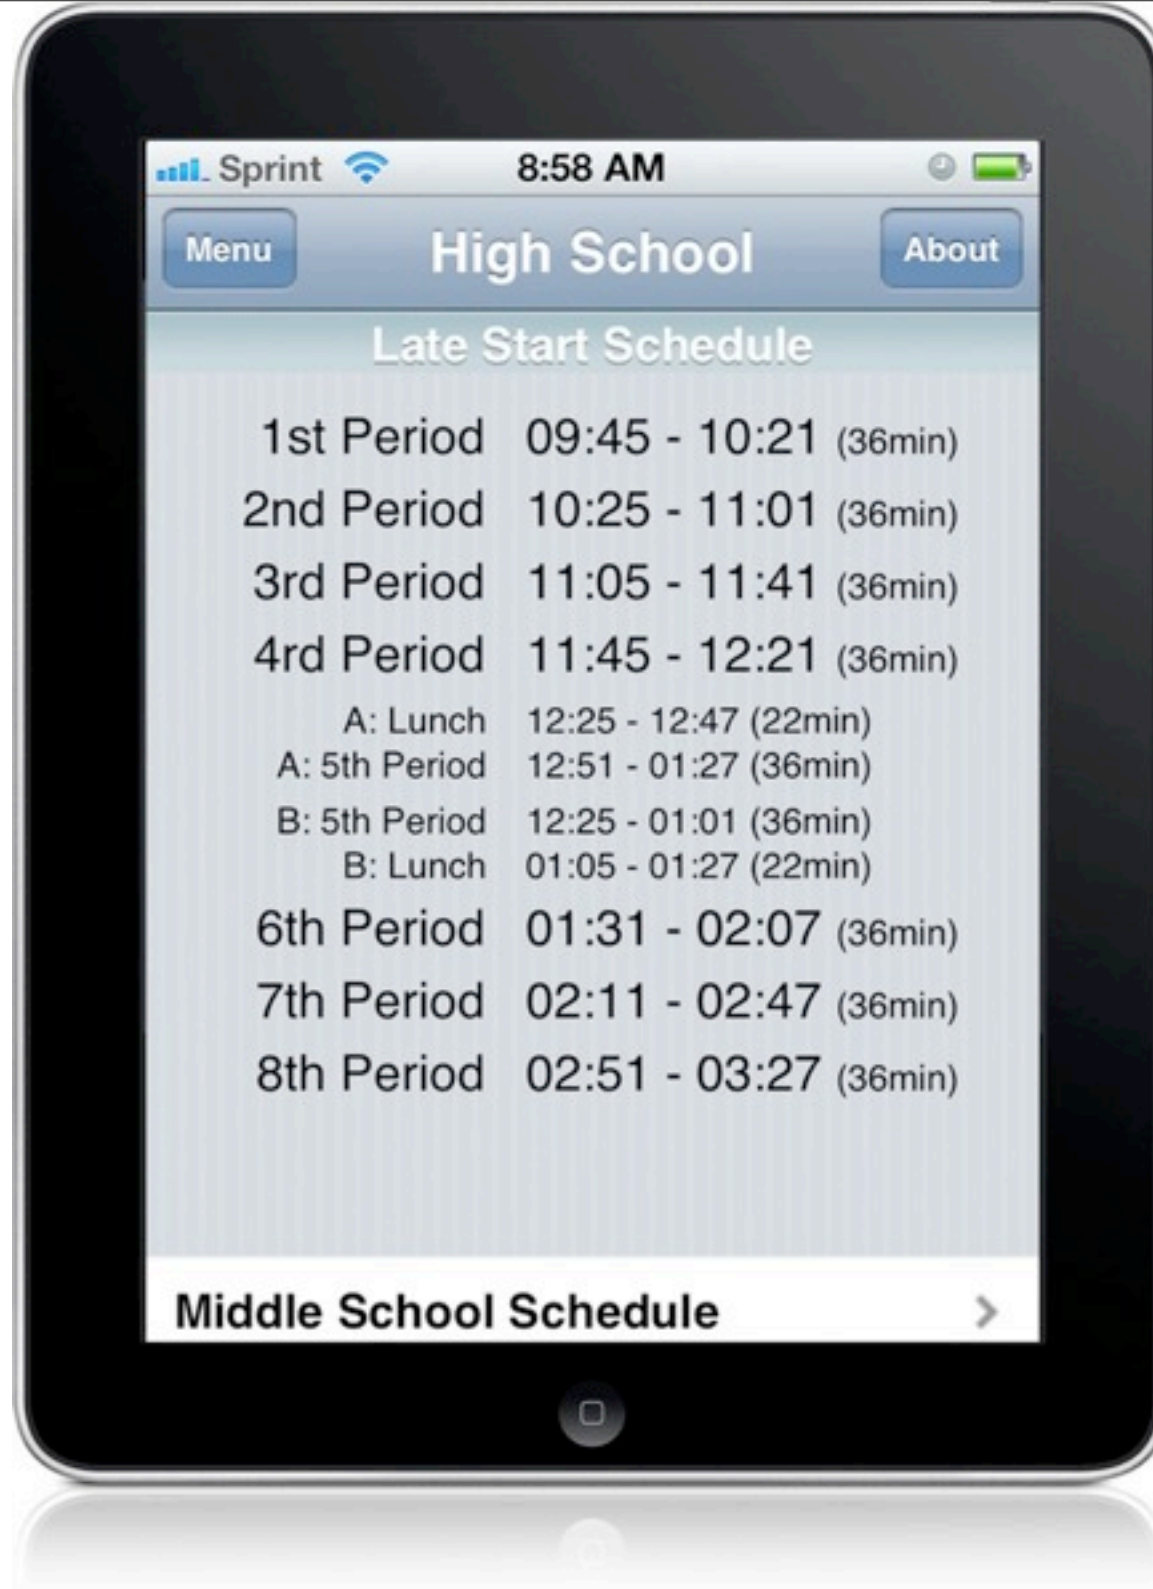 Sprint 8:58 AM
Menu High School About
Late Start Schedule
1st Period 09:45 - 10:21 (36min)
2nd Period 10:25 - 11:01 (36min)
3rd Period 11:05 - 11:41 (36min)
4rd Period 11:45 - 12:21 (36min)
A: Lunch 12:25 - 12:47 (22min)
A: 5th Period 12:51 - 01:27 (36min)
B: 5th Period 12:25 - 01:01 (36min)
B: Lunch 01:05 - 01:27 (22min)
6th Period 01:31 - 02:07 (36min)
7th Period 02:11 - 02:47 (36min)
8th Period 02:51 - 03:27 (36min)
Middle School Schedule